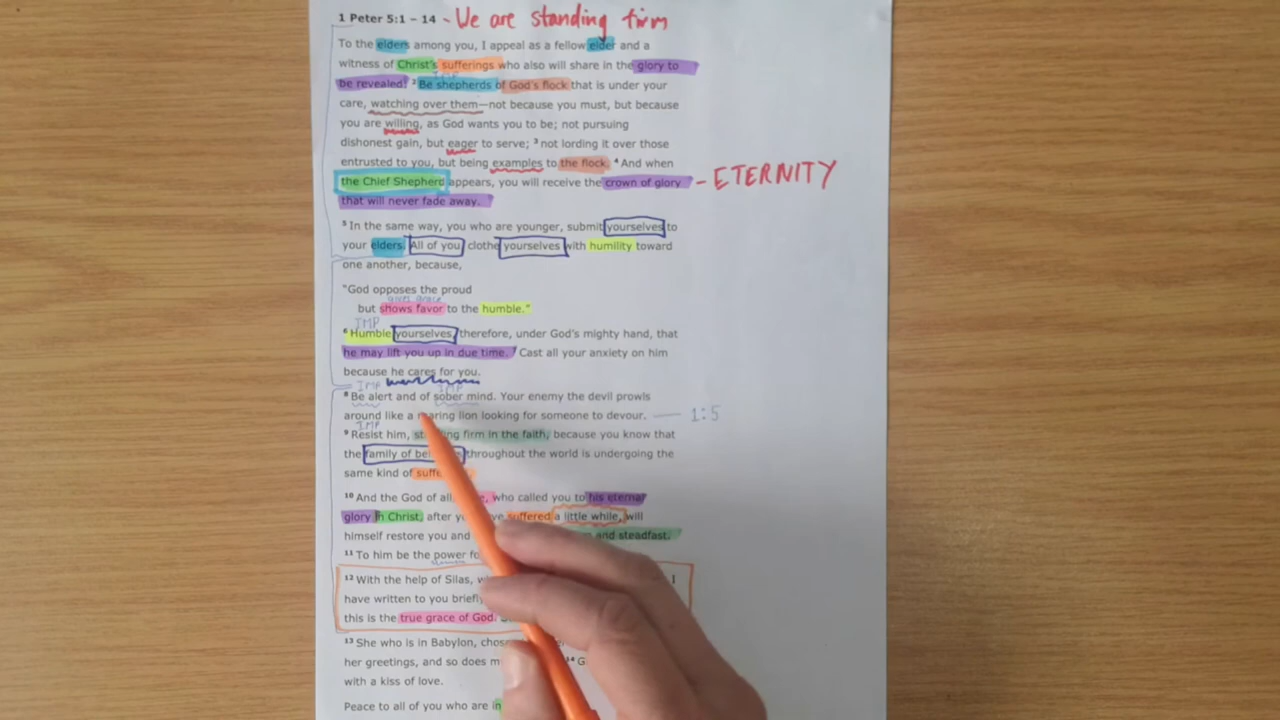 1 Peter 5:1 – 14 - We are standing firm
To the elders among you, I appeal as a fellow elder and a
witness of Christ's sufferings who also will share in the glory to
IMP
be revealed: ² Be shepherds of God's flock that is under your
care, watching over them—not because you must, but because
you are willing, as God wants you to be; not pursuing
dishonest gain, but eager to serve; ³ not lording it over those
entrusted to you, but being examples to the flock. ⁴ And when
the Chief Shepherd appears, you will receive the crown of glory - ETERNITY
that will never fade away.
⁵ In the same way, you who are younger, submit yourselves to
your elders. All of you, clothe yourselves with humility toward
one another, because,
"God opposes the proud
gives grace
but shows favor to the humble."
IMP
⁶ Humble yourselves, therefore, under God's mighty hand, that
he may lift you up in due time. ⁷ Cast all your anxiety on him
because he cares for you.
IMP IMP
⁸ Be alert and of sober mind. Your enemy the devil prowls
around like a roaring lion looking for someone to devour. — 1:5
IMP
⁹ Resist him, standing firm in the faith, because you know that
the family of throughout the world is undergoing the
same kind of
¹⁰ And the God of all who called you to his eternal
glory in Christ, after suffered a little while, will
himself restore you and and steadfast.
¹¹ To him be the power
¹² With the help of Silas, I
have written to you briefly
this is the true grace of God.
¹³ She who is in Babylon,
her greetings, and so does ¹⁴
with a kiss of love.
Peace to all of you who are in